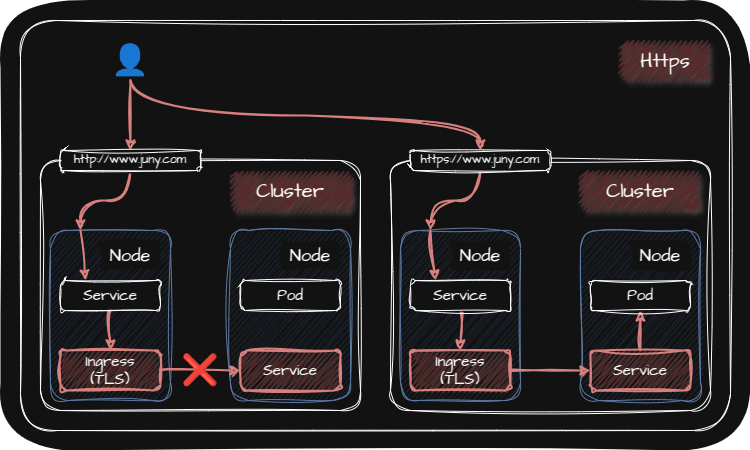 Https
http://www.juny.com
https://www.juny.com
Cluster
Cluster
Node
Node
Node
Node
Service
Pod
Service
Pod
Ingress
(TLS)
Service
Ingress
(TLS)
Service